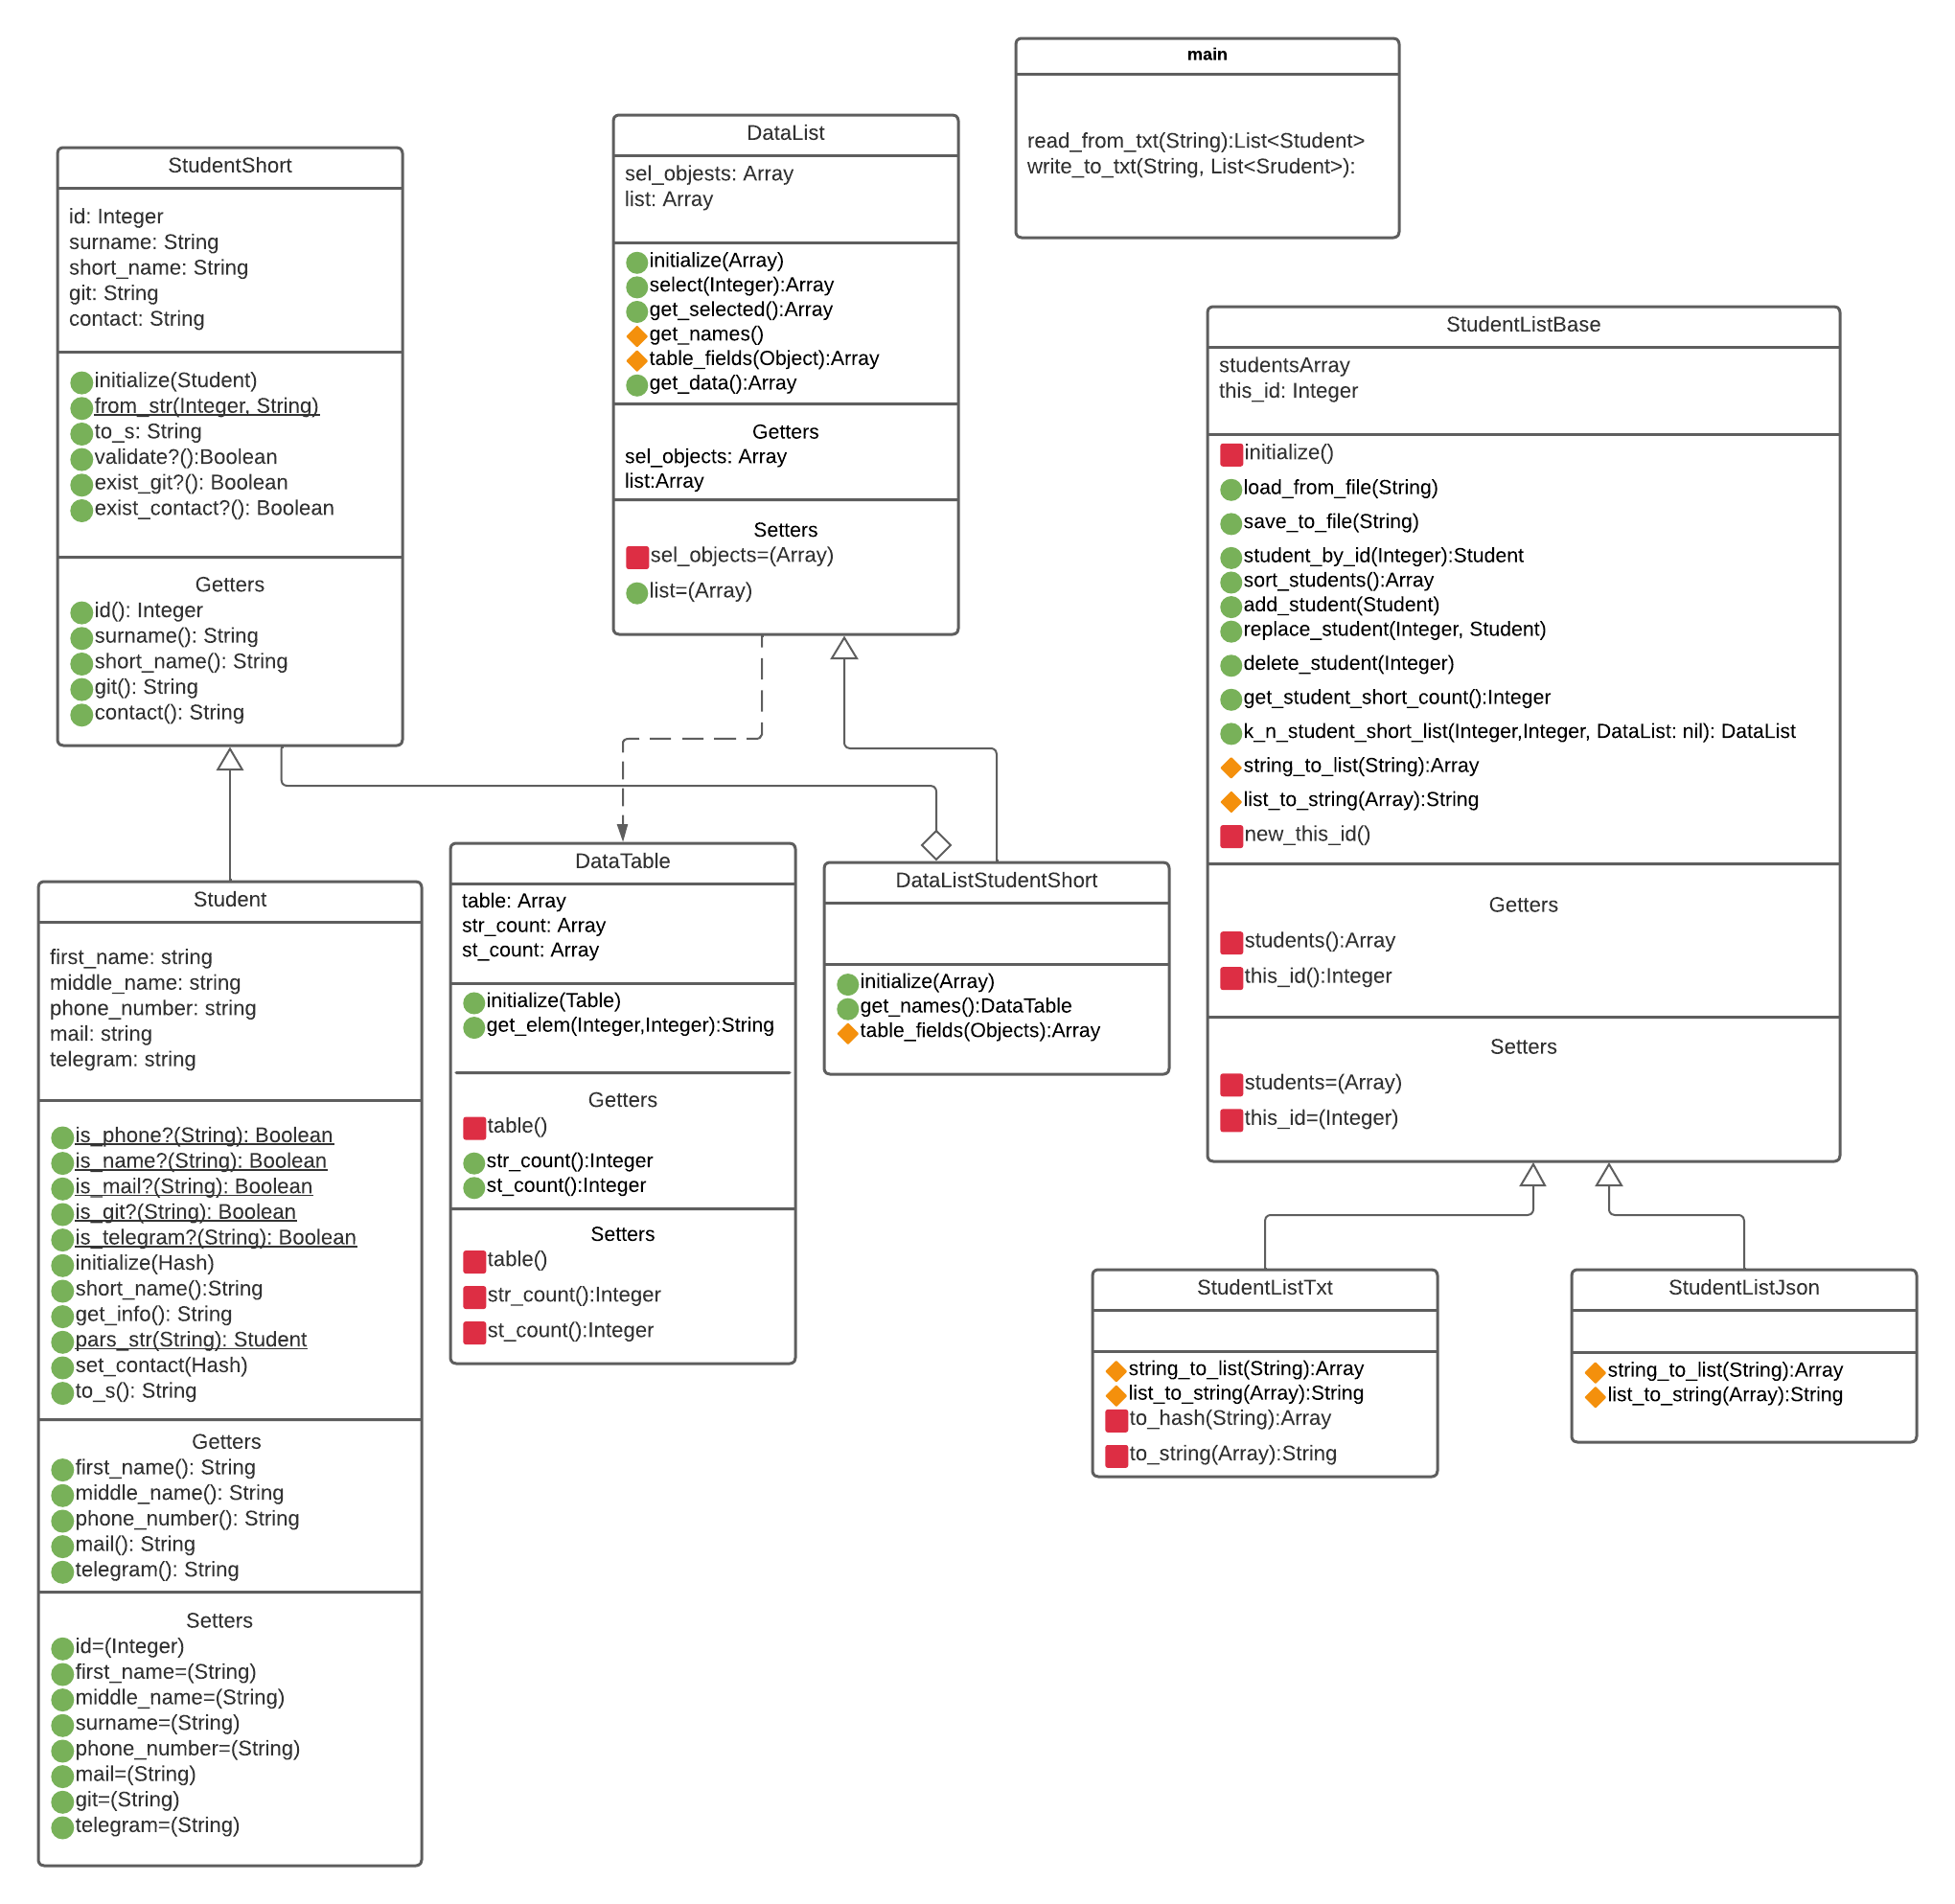 main
read_from_txt(String):List<Student>
write_to_txt(String, List<Srudent>):
StudentShort
id: Integer
surname: String
short_name: String
git: String
contact: String
initialize(Student)
from_str(Integer, String)
to_s: String
validate?():Boolean
exist_git?(): Boolean
exist_contact?(): Boolean
Getters
id(): Integer
surname(): String
short_name(): String
git(): String
contact(): String
DataList
sel_objests: Array
list: Array
initialize(Array)
select(Integer):Array
get_selected():Array
get_names()
table_fields(Object):Array
get_data():Array
Getters
sel_objects: Array
list:Array
Setters
sel_objects=(Array)
list=(Array)
StudentListBase
studentsArray
this_id: Integer
initialize()
load_from_file(String)
save_to_file(String)
student_by_id(Integer):Student
sort_students():Array
add_student(Student)
replace_student(Integer, Student)
delete_student(Integer)
get_student_short_count():Integer
k_n_student_short_list(Integer,Integer, DataList: nil): DataList
string_to_list(String):Array
list_to_string(Array):String
new_this_id()
Getters
students():Array
this_id():Integer
Setters
students=(Array)
this_id=(Integer)
Student
first_name: string
middle_name: string
phone_number: string
mail: string
telegram: string
is_phone?(String): Boolean
is_name?(String): Boolean
is_mail?(String): Boolean
is_git?(String): Boolean
is_telegram?(String): Boolean
initialize(Hash)
short_name():String
get_info(): String
pars_str(String): Student
set_contact(Hash)
to_s(): String
Getters
first_name(): String
middle_name(): String
phone_number(): String
mail(): String
telegram(): String
Setters
id=(Integer)
first_name=(String)
middle_name=(String)
surname=(String)
phone_number=(String)
mail=(String)
git=(String)
telegram=(String)
DataTable
table: Array
str_count: Array
st_count: Array
initialize(Table)
get_elem(Integer,Integer):String
Getters
table()
str_count():Integer
st_count():Integer
Setters
table()
str_count():Integer
st_count():Integer
DataListStudentShort
initialize(Array)
get_names():DataTable
table_fields(Objects):Array
StudentListTxt
string_to_list(String):Array
list_to_string(Array):String
to_hash(String):Array
to_string(Array):String
StudentListJson
string_to_list(String):Array
list_to_string(Array):String